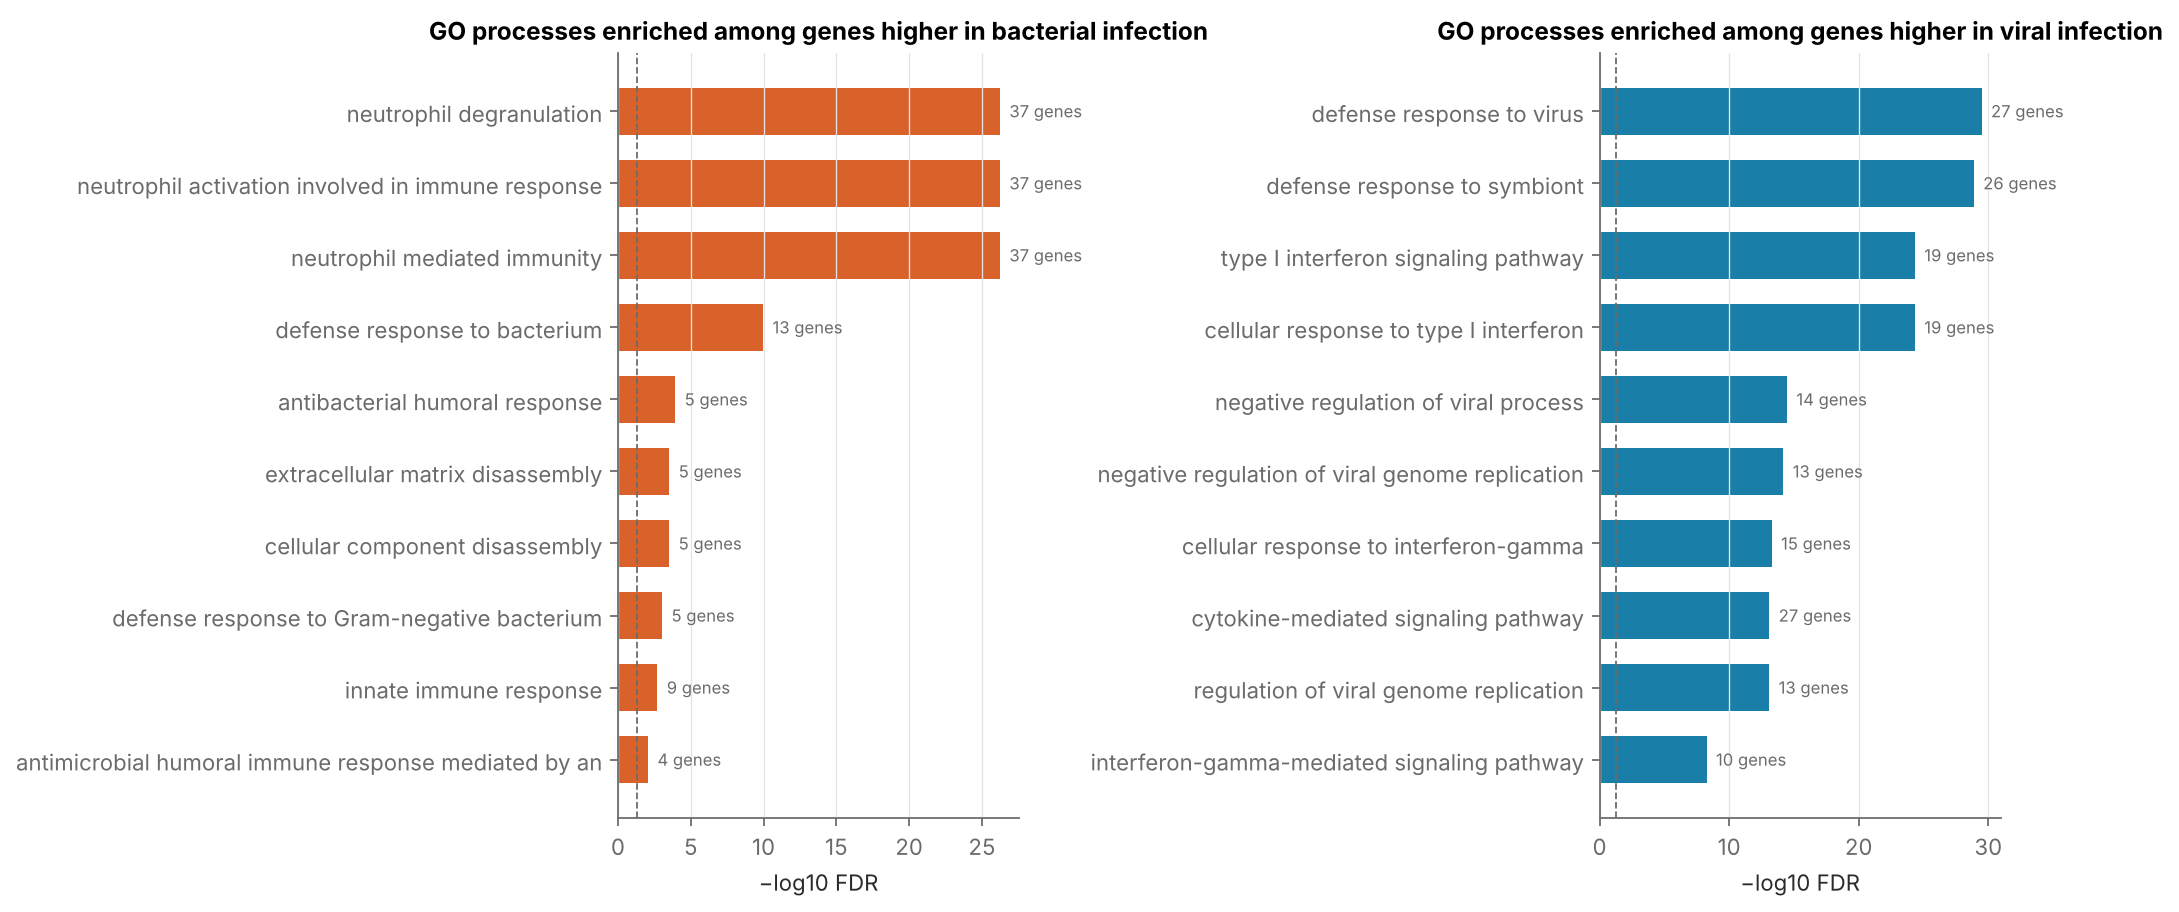 GO processes enriched among genes higher in bacterial infection
neutrophil degranulation
37 genes
neutrophil activation involved in immune response
37 genes
neutrophil mediated immunity
37 genes
defense response to bacterium
13 genes
antibacterial humoral response
5 genes
extracellular matrix disassembly
5 genes
cellular component disassembly
5 genes
defense response to Gram-negative bacterium
5 genes
innate immune response
9 genes
antimicrobial humoral immune response mediated by an
4 genes
0 5 10 15 20 25
−log10 FDR
GO processes enriched among genes higher in viral infection
defense response to virus
27 genes
defense response to symbiont
26 genes
type I interferon signaling pathway
19 genes
cellular response to type I interferon
19 genes
negative regulation of viral process
14 genes
negative regulation of viral genome replication
13 genes
cellular response to interferon-gamma
15 genes
cytokine-mediated signaling pathway
27 genes
regulation of viral genome replication
13 genes
interferon-gamma-mediated signaling pathway
10 genes
0 10 20 30
−log10 FDR